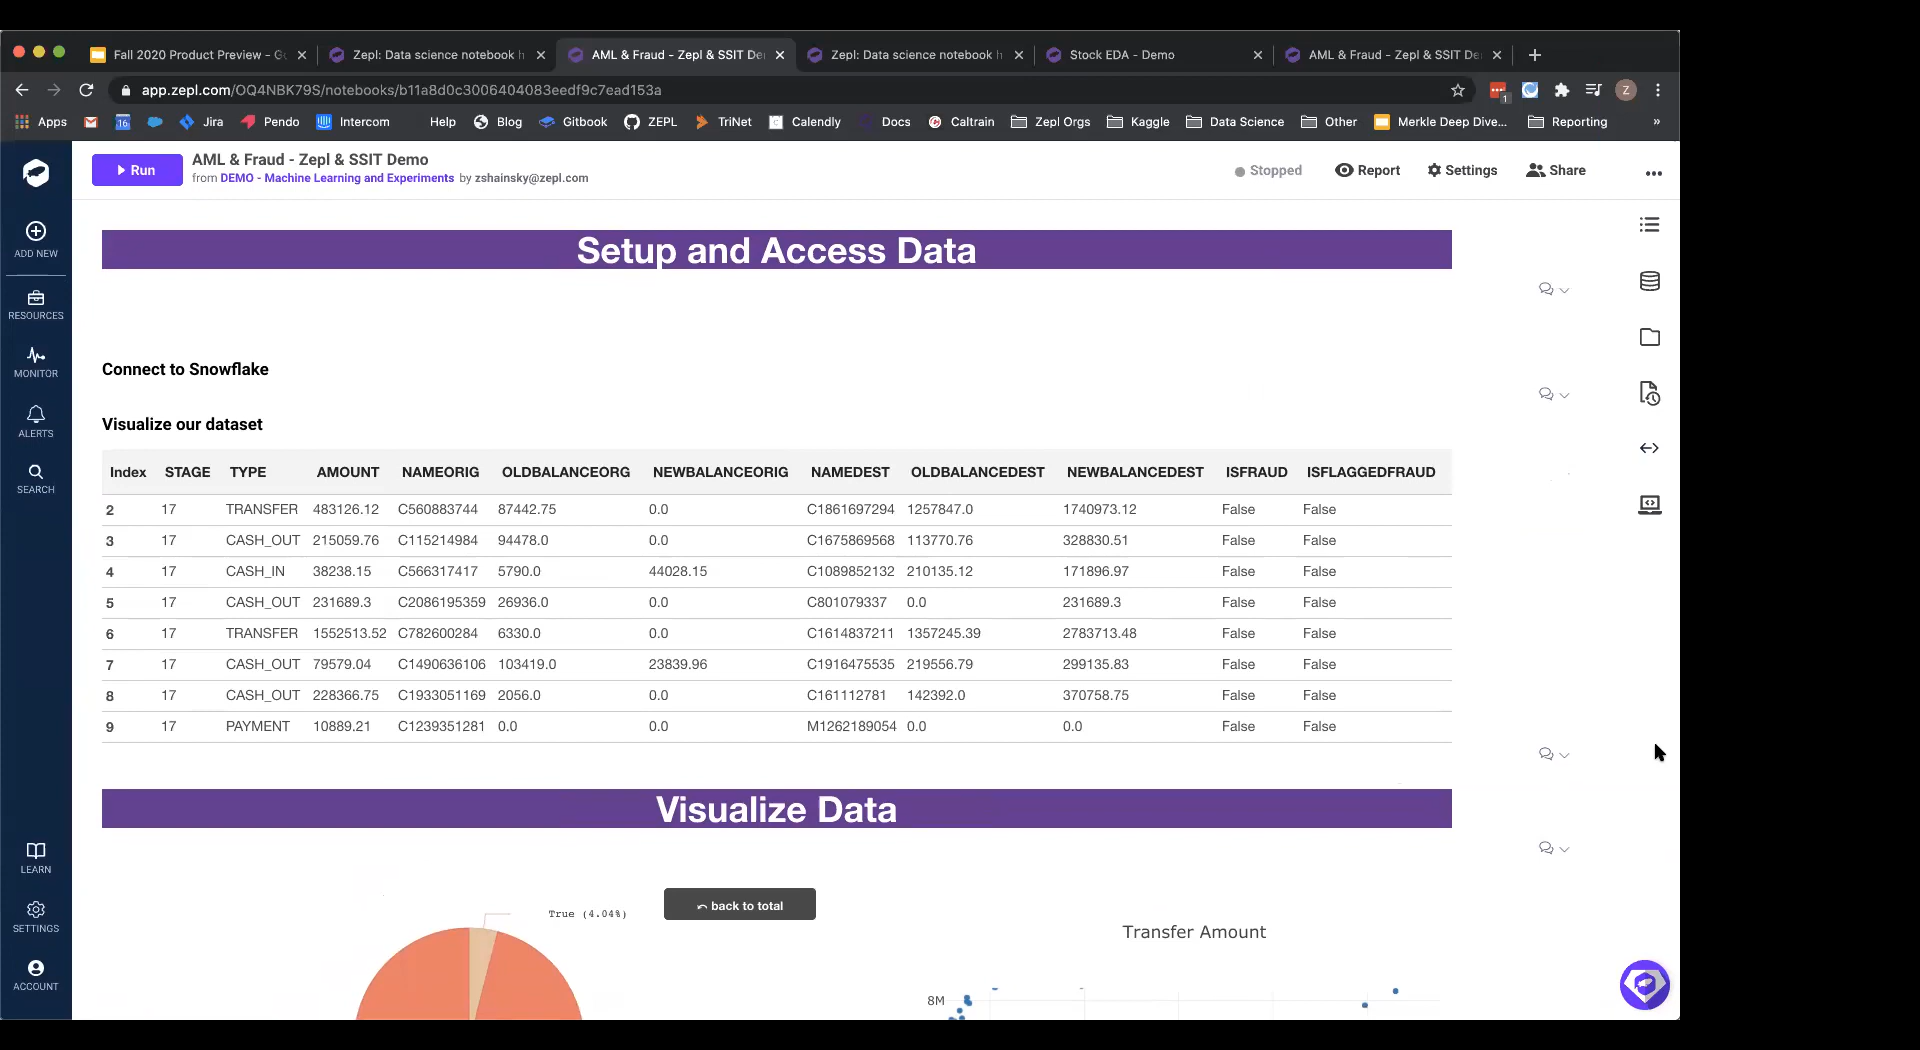 Fall 2020 Product Preview - G
Zepl: Data science notebook h
AML & Fraud - Zepl & SSIT De
Zepl: Data science notebook h
Stock EDA - Demo
AML & Fraud - Zepl & SSIT De
app.zepl.com/OQ4NBK79S/notebooks/b11a8d0c3006404083eedf9c7ead153a
1
Z
Apps
16
Jira
Pendo
Intercom
Help
Blog
Gitbook
ZEPL
TriNet
Calendly
Docs
Caltrain
Zepl Orgs
Kaggle
Data Science
Other
Merkle Deep Dive...
Reporting
»
Run
AML & Fraud - Zepl & SSIT Demo
from DEMO - Machine Learning and Experiments by zshainsky@zepl.com
Stopped
Report
Settings
Share
ADD NEW
RESOURCES
MONITOR
ALERTS
SEARCH
LEARN
SETTINGS
ACCOUNT
Setup and Access Data
Connect to Snowflake
Visualize our dataset
Index STAGE TYPE AMOUNT NAMEORIG OLDBALANCEORG NEWBALANCEORIG NAMEDEST OLDBALANCEDEST NEWBALANCEDEST ISFRAUD ISFLAGGEDFRAUD
2 17 TRANSFER 483126.12 C560883744 87442.75 0.0 C1861697294 1257847.0 1740973.12 False False
3 17 CASH_OUT 215059.76 C115214984 94478.0 0.0 C1675869568 113770.76 328830.51 False False
4 17 CASH_IN 38238.15 C566317417 5790.0 44028.15 C1089852132 210135.12 171896.97 False False
5 17 CASH_OUT 231689.3 C2086195359 26936.0 0.0 C801079337 0.0 231689.3 False False
6 17 TRANSFER 1552513.52 C782600284 6330.0 0.0 C1614837211 1357245.39 2783713.48 False False
7 17 CASH_OUT 79579.04 C1490636106 103419.0 23839.96 C1916475535 219556.79 299135.83 False False
8 17 CASH_OUT 228366.75 C1933051169 2056.0 0.0 C161112781 142392.0 370758.75 False False
9 17 PAYMENT 10889.21 C1239351281 0.0 0.0 M1262189054 0.0 0.0 False False
Visualize Data
True (4.04%)
back to total
Transfer Amount
8M